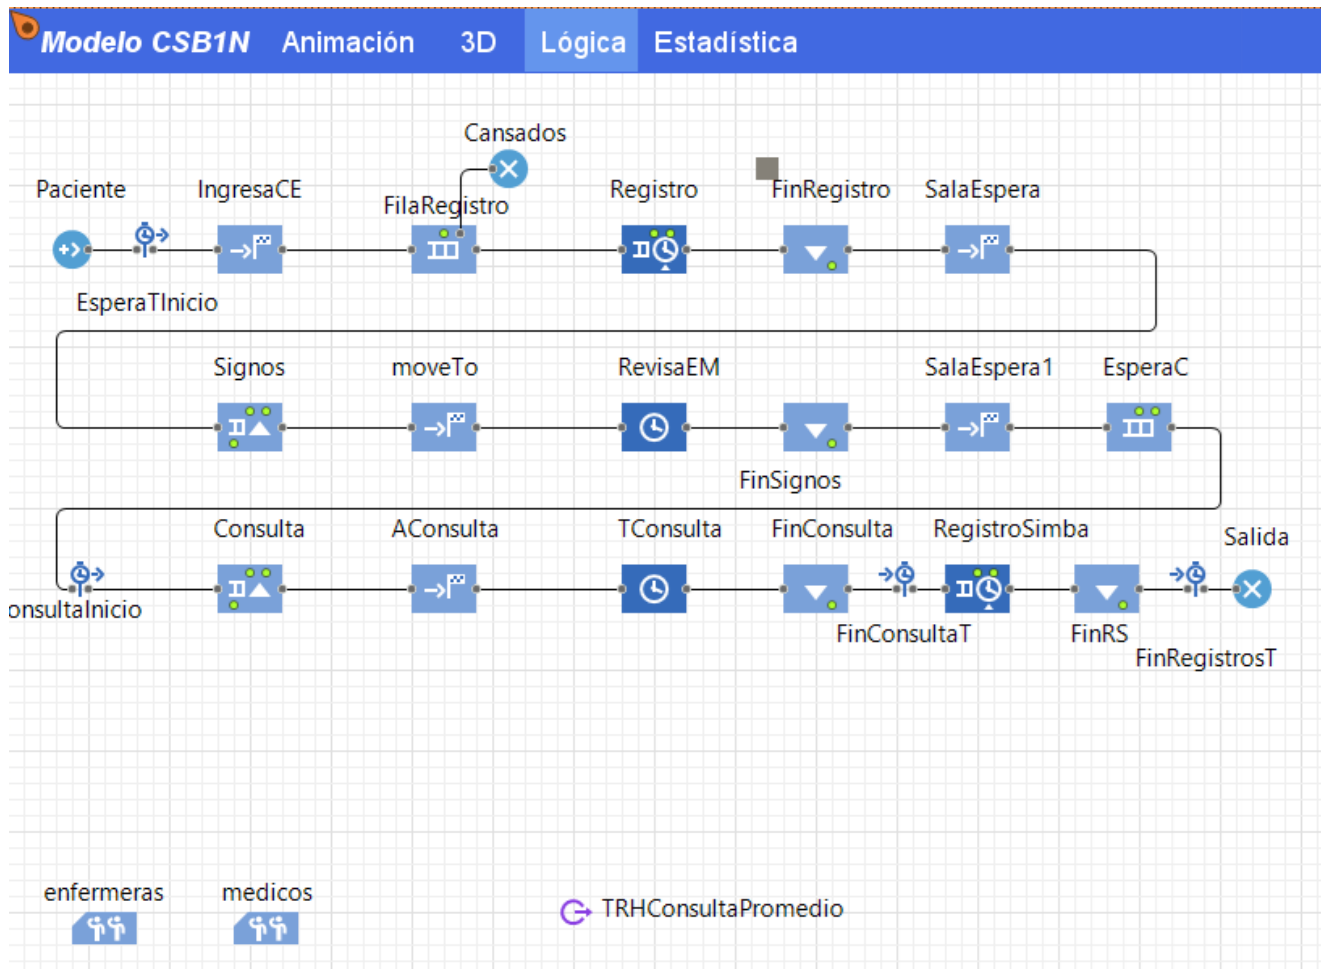 Modelo CSB1N Animación 3D Lógica Estadística
Cansados
Paciente IngresaCE FilaRegistro Registro FinRegistro SalaEspera
EsperaTInicio
Signos moveTo RevisaEM SalaEspera1 EsperaC
FinSignos
Consulta AConsulta TConsulta FinConsulta RegistroSimba Salida
onsultaInicio FinConsultaT FinRS
FinRegistrosT
enfermeras medicos TRHConsultaPromedio